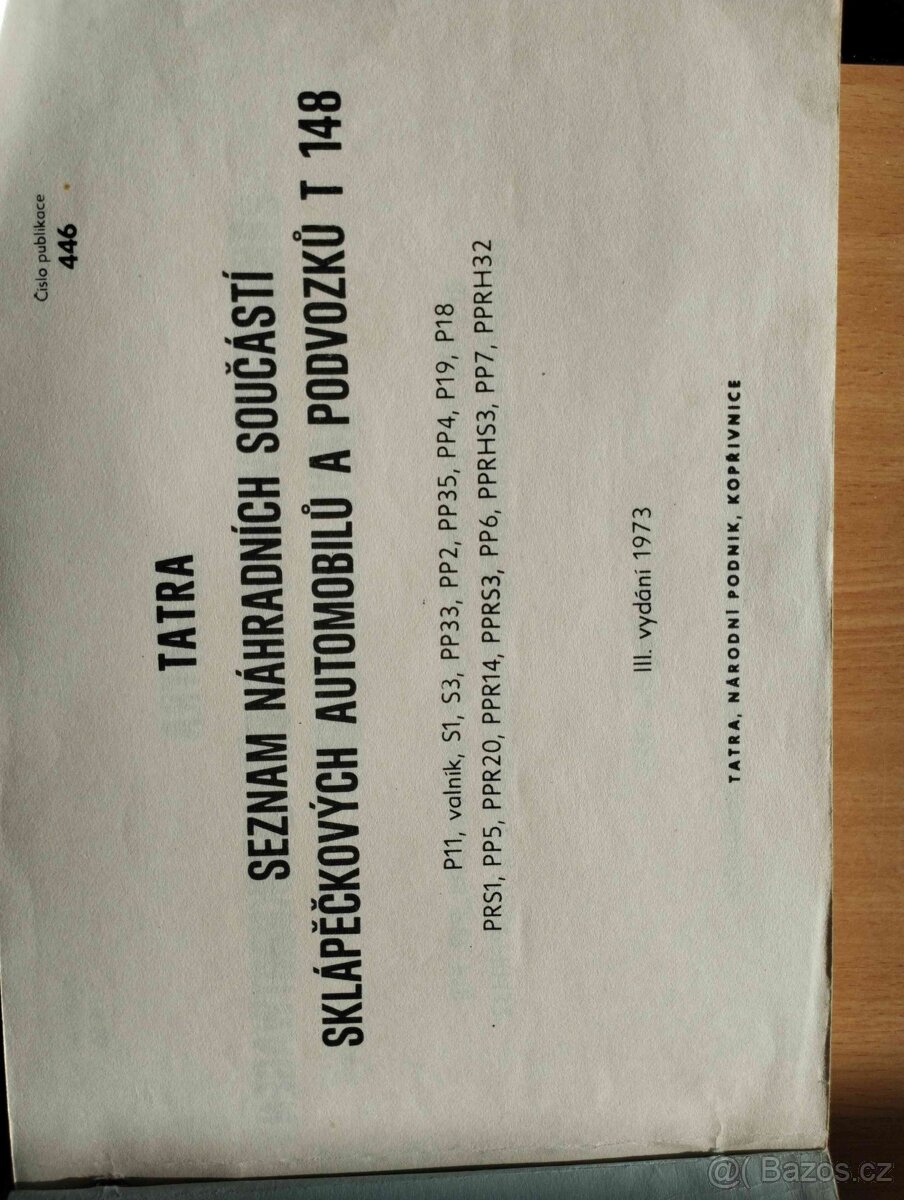 Číslo publikace
446
TATRA
SEZNAM NÁHRADNÍCH SOUČÁSTÍ
SKLÁPĚČKOVÝCH AUTOMOBILŮ A PODVOZKŮ T 148
P11, valník, S1, S3, PP33, PP2, PP35, PP4, P19, P18
PRS1, PP5, PPR20, PPR14, PPRS3, PP6, PPRHS3, PP7, PPRH32
III. vydání 1973
TATRA, NÁRODNÍ PODNIK, KOPŘIVNICE
@( Bazoš.cz